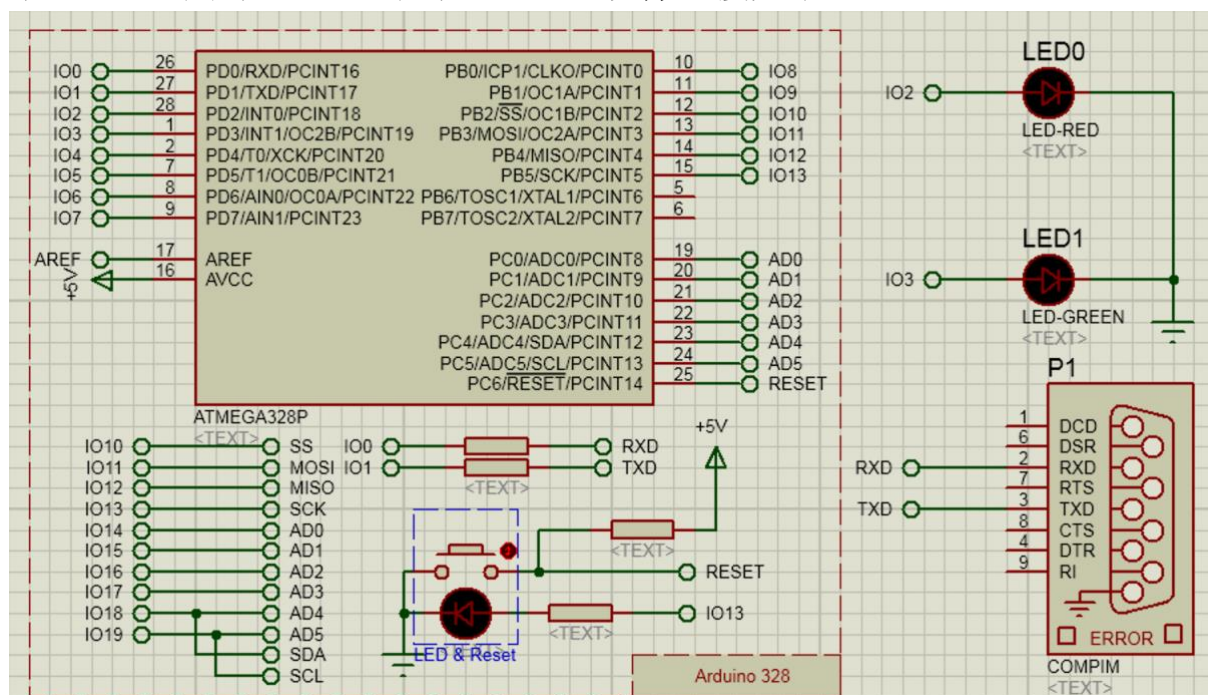 IO0 26 PD0/RXD/PCINT16 PB0/ICP1/CLKO/PCINT0 10 IO8
IO1 27 PD1/TXD/PCINT17 PB1/OC1A/PCINT1 11 IO9
IO2 28 PD2/INT0/PCINT18 PB2/SS/OC1B/PCINT2 12 IO10
IO3 1 PD3/INT1/OC2B/PCINT19 PB3/MOSI/OC2A/PCINT3 13 IO11
IO4 2 PD4/T0/XCK/PCINT20 PB4/MISO/PCINT4 14 IO12
IO5 7 PD5/T1/OC0B/PCINT21 PB5/SCK/PCINT5 15 IO13
IO6 8 PD6/AIN0/OC0A/PCINT22 PB6/TOSC1/XTAL1/PCINT6 5
IO7 9 PD7/AIN1/PCINT23 PB7/TOSC2/XTAL2/PCINT7 6
AREF 17 AREF PC0/ADC0/PCINT8 19 AD0
+5V 16 AVCC PC1/ADC1/PCINT9 20 AD1
PC2/ADC2/PCINT10 21 AD2
PC3/ADC3/PCINT11 22 AD3
PC4/ADC4/SDA/PCINT12 23 AD4
PC5/ADC5/SCL/PCINT13 24 AD5
PC6/RESET/PCINT14 25 RESET
ATMEGA328P
<TEXT>
LED0
IO2
LED-RED
<TEXT>
LED1
IO3
LED-GREEN
<TEXT>
IO10 SS
IO11 MOSI
IO12 MISO
IO13 SCK
IO14 AD0
IO15 AD1
IO16 AD2
IO17 AD3
IO18 AD4
IO19 AD5
SDA
SCL
IO0 RXD
IO1 TXD
<TEXT>
+5V
<TEXT>
RESET
IO13
<TEXT>
<TEXT>
LED & Reset
Arduino 328
P1
1 DCD
6 DSR
RXD 2 RXD
7 RTS
TXD 3 TXD
8 CTS
4 DTR
9 RI
ERROR
COMPIM
<TEXT>